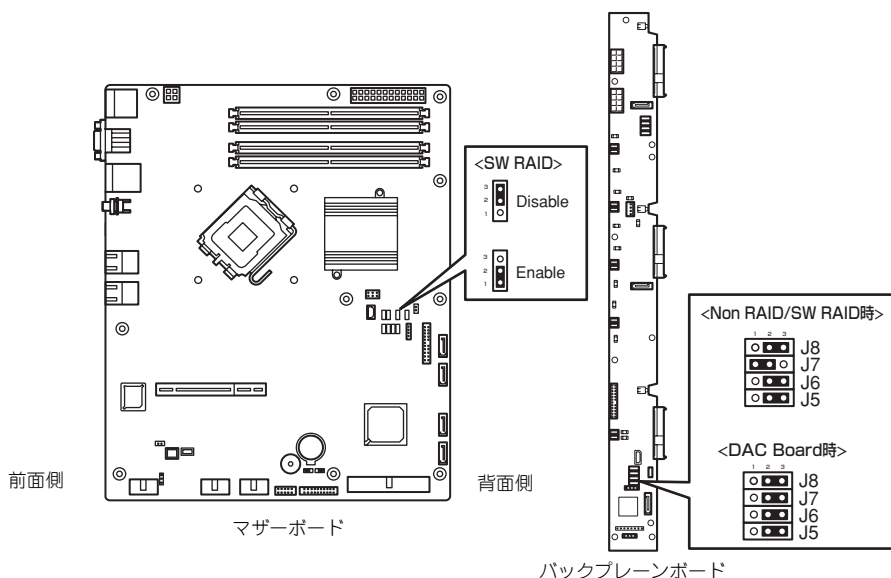 <SW RAID>
3
2
1
Disable
3
2
1
Enable
<Non RAID/SW RAID時>
1 2 3
J8
J7
J6
J5
<DAC Board時>
1 2 3
J8
J7
J6
J5
前面側
背面側
マザーボード
バックプレーンボード